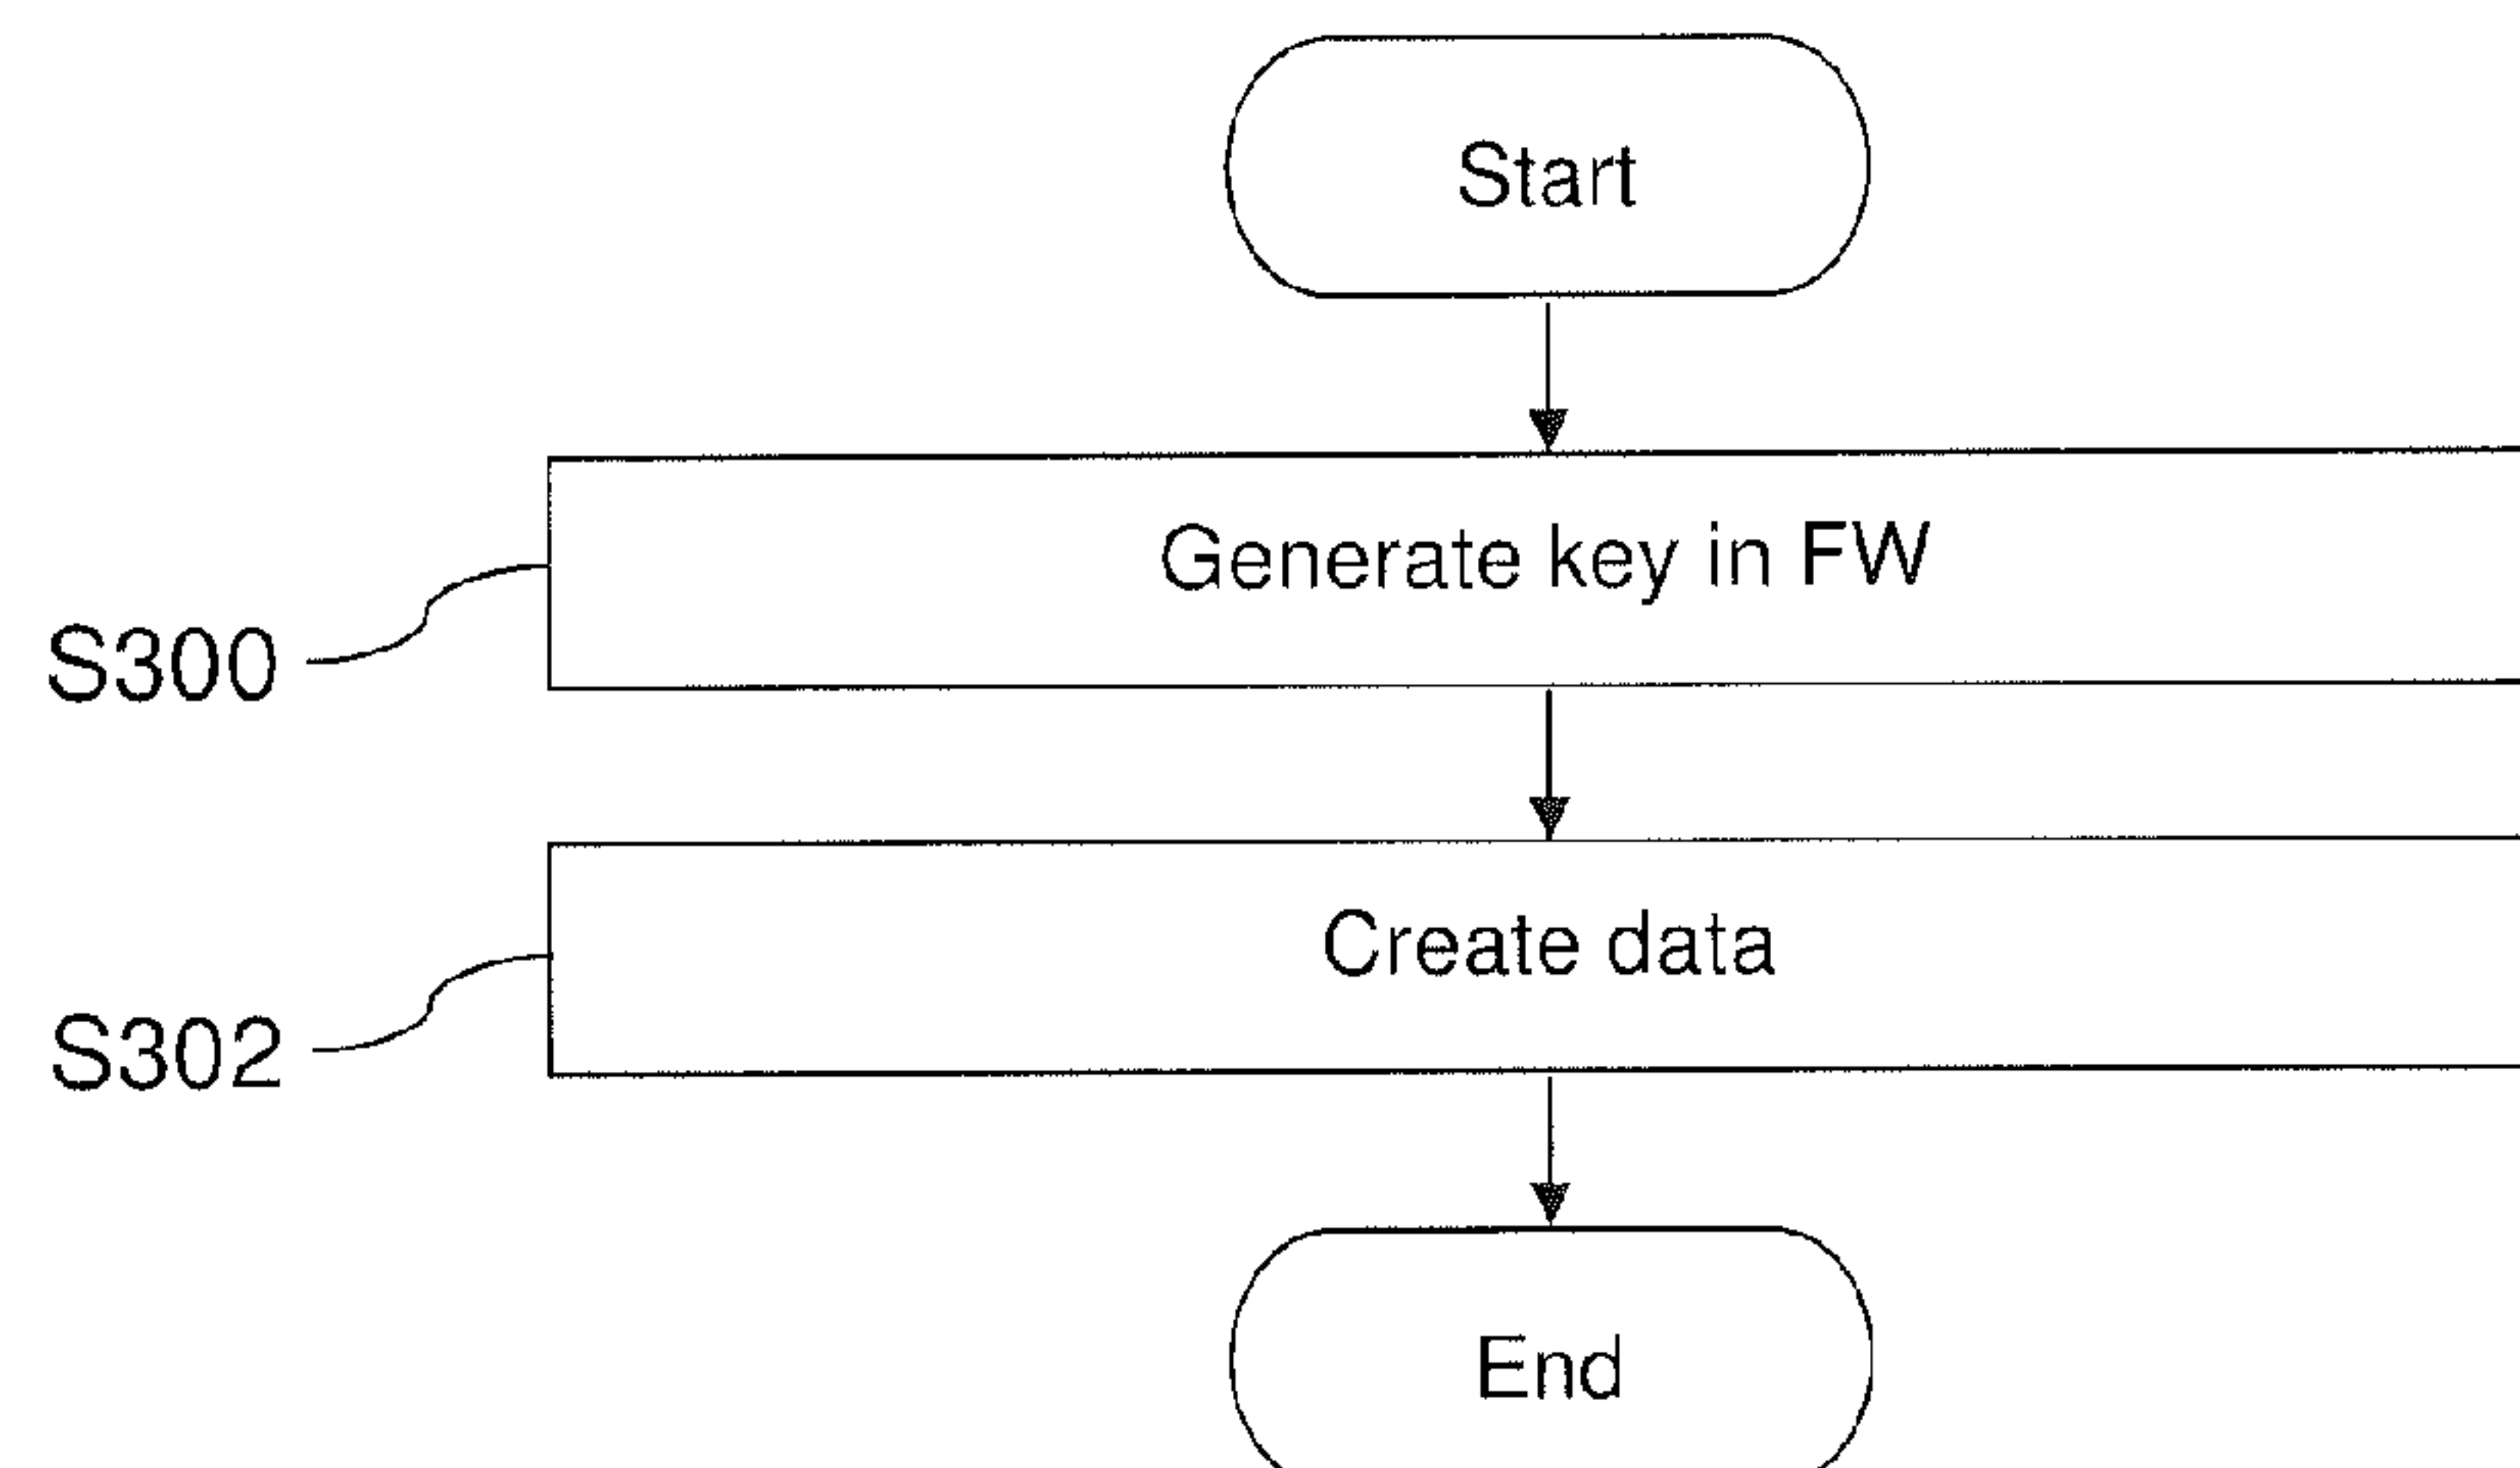 Start
Generate key in FW
S300
Create data
S302
End